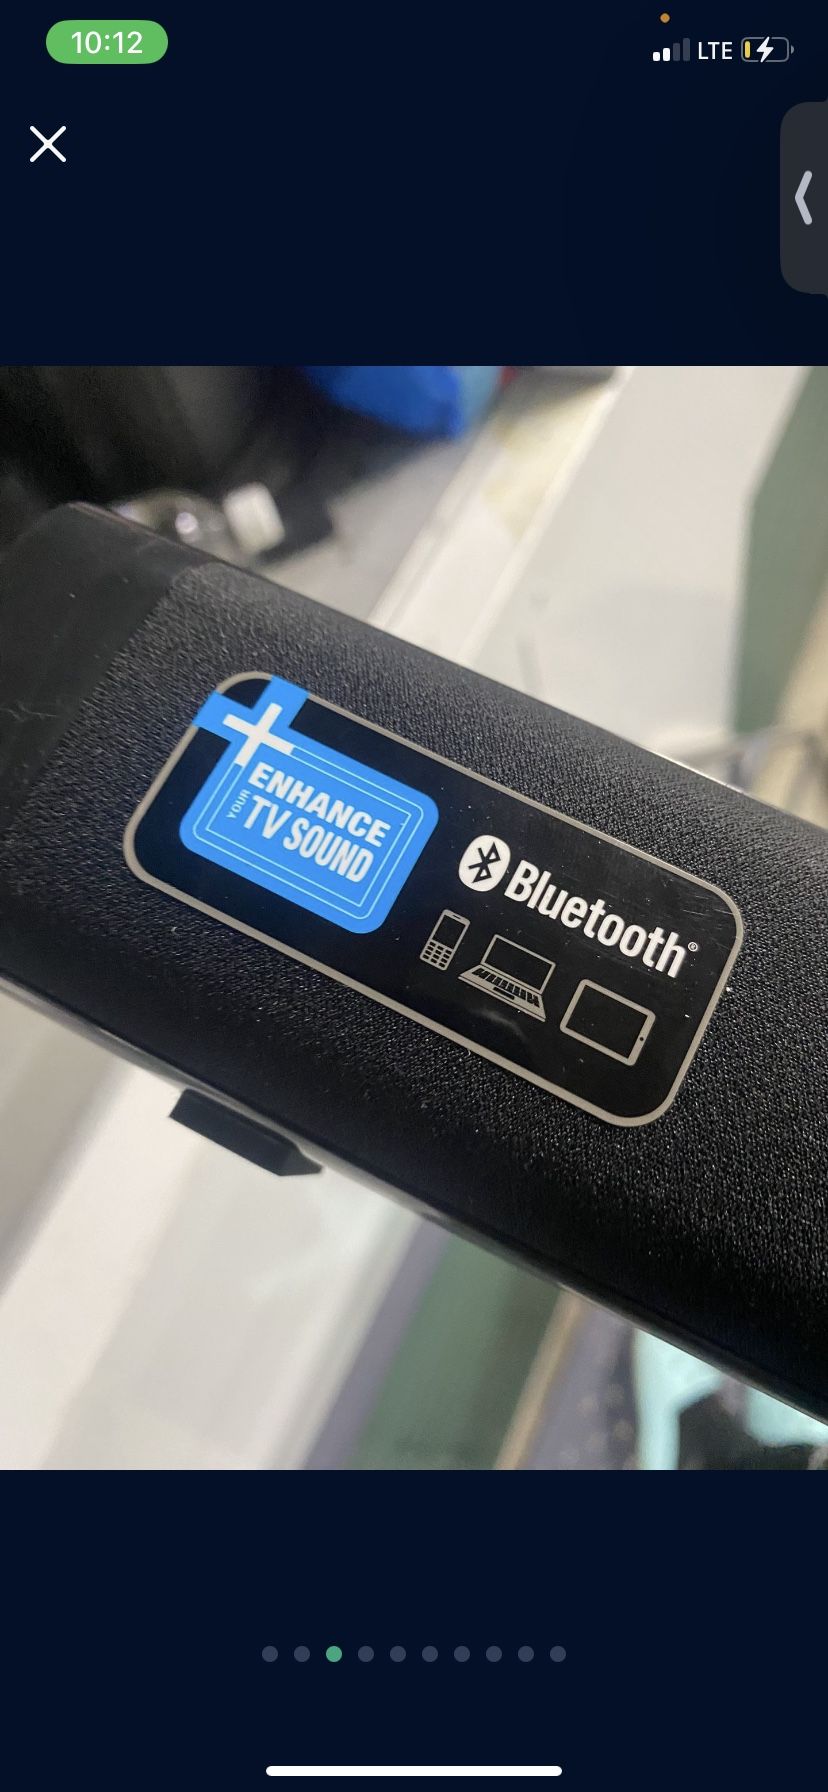 10:12
LTE
ENHANCE
YOUR
TV SOUND
Bluetooth®